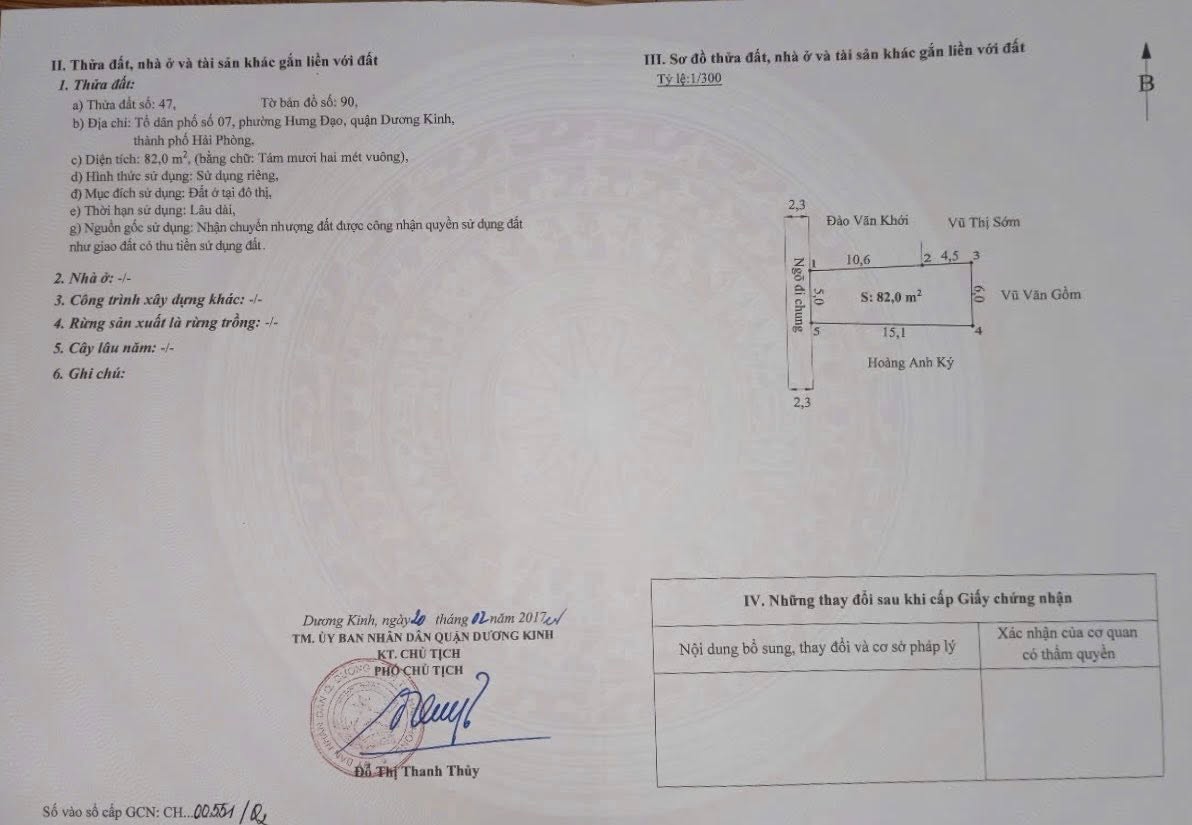 II. Thửa đất, nhà ở và tài sản khác gắn liền với đất
1. Thửa đất:
a) Thửa đất số: 47, Tờ bản đồ số: 90,
b) Địa chỉ: Tổ dân phố số 07, phường Hưng Đạo, quận Dương Kinh,
thành phố Hải Phòng,
c) Diện tích: 82,0 m², (bằng chữ: Tám mươi hai mét vuông),
d) Hình thức sử dụng: Sử dụng riêng,
đ) Mục đích sử dụng: Đất ở tại đô thị,
e) Thời hạn sử dụng: Lâu dài,
g) Nguồn gốc sử dụng: Nhận chuyển nhượng đất được công nhận quyền sử dụng đất
như giao đất có thu tiền sử dụng đất.
2. Nhà ở: -/-
3. Công trình xây dựng khác: -/-
4. Rừng sản xuất là rừng trồng: -/-
5. Cây lâu năm: -/-
6. Ghi chú:
Dương Kinh, ngày 20 tháng 02 năm 2017
TM. ỦY BAN NHÂN DÂN QUẬN DƯƠNG KINH
KT. CHỦ TỊCH
PHÓ CHỦ TỊCH
Đỗ Thị Thanh Thủy
Số vào sổ cấp GCN: CH...00551
III. Sơ đồ thửa đất, nhà ở và tài sản khác gắn liền với đất
Tỷ lệ:1/300
B
2,3
Đào Văn Khởi
Vũ Thị Sớm
1
10,6
2
4,5
3
Ngõ đi chung
5,0
S: 82,0 m²
6,0
Vũ Văn Gồm
5
15,1
4
Hoàng Anh Ký
2,3
IV. Những thay đổi sau khi cấp Giấy chứng nhận
Nội dung bổ sung, thay đổi và cơ sở pháp lý
Xác nhận của cơ quan
có thẩm quyền